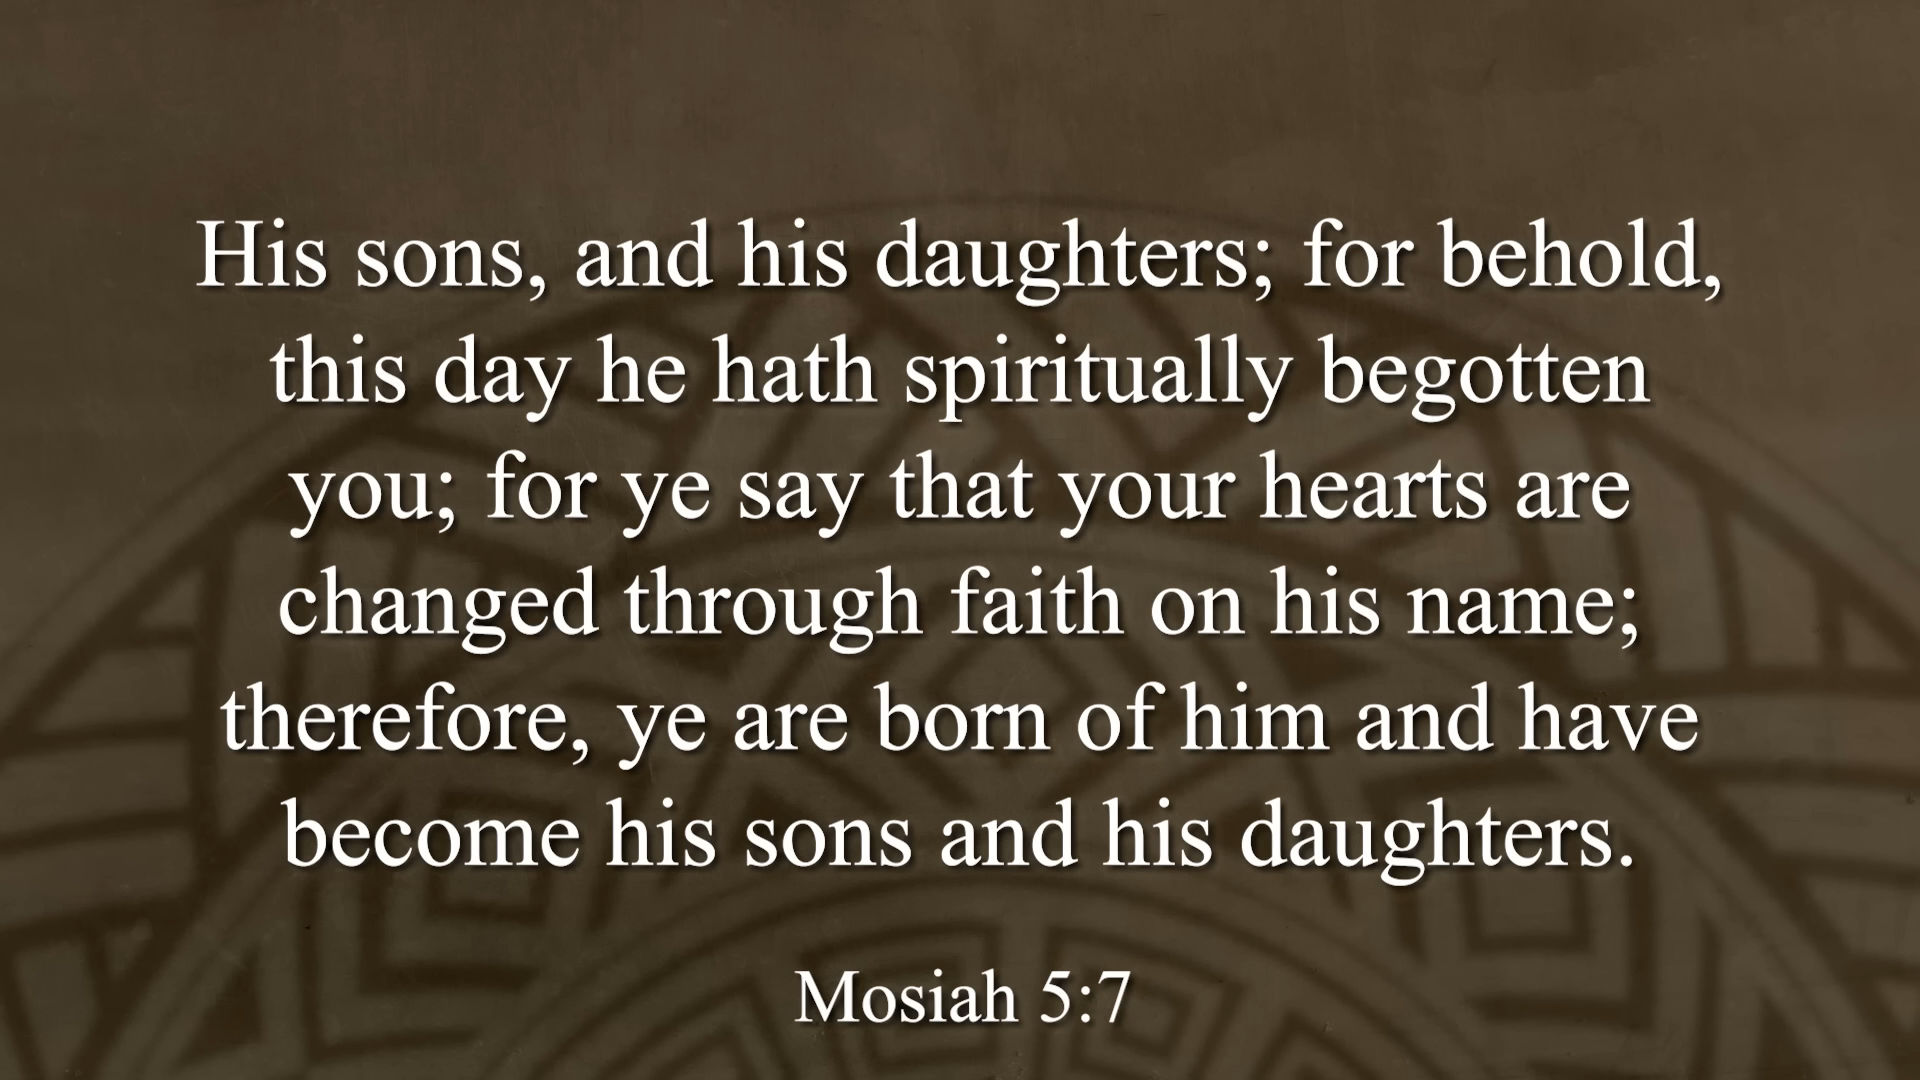 His sons, and his daughters; for behold,
this day he hath spiritually begotten
you; for ye say that your hearts are
changed through faith on his name;
therefore, ye are born of him and have
become his sons and his daughters.
Mosiah 5:7